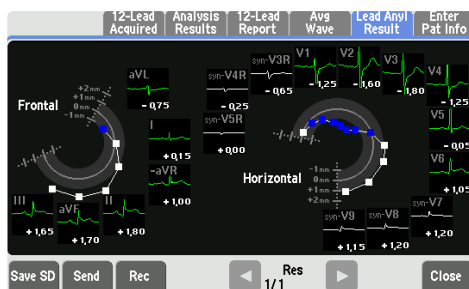 12-Lead Acquired
Analysis Results
12-Lead Report
Avg Wave
Lead Anyl Result
Enter Pat Info
Frontal
+2mm
+1mm
0mm
-1mm
aVL
- 0,75
I
+0,15
-aVR
+1,00
II
+1,80
aVF
+1,70
III
+1,65
syn-V4R
-0,25
syn-V5R
+0,00
syn-V3R
-0,65
V1
-1,25
V2
-1,60
V3
-1,80
V4
-1,25
V5
-0,05
V6
+1,05
Horizontal
-1mm
0mm
+1mm
+2mm
syn-V7
+1,20
syn-V8
+1,20
syn-V9
+1,15
Save SD
Send
Rec
Res
1/1
Close